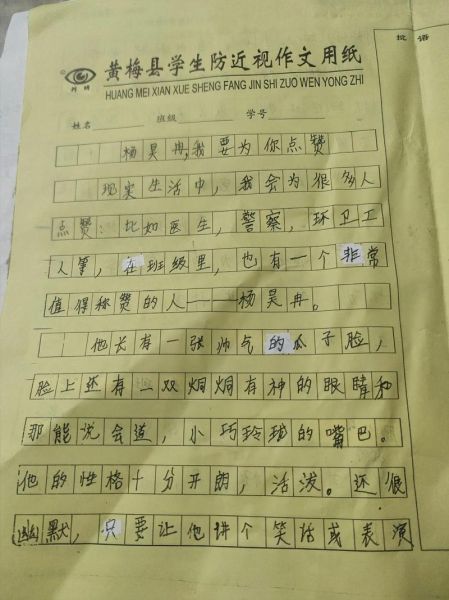 批语
黄梅县学生防近视作文用纸
HUANG MEI XIAN XUE SHENG FANG JIN SHI ZUO WEN YONG ZHI
姓名 班级 学号
杨昊冉,我要为你点赞
现实生活中,我会为很多人
点赞:比如医生,警察,环卫工
人等,在班级里,也有一个非常
值得称赞的人——杨昊冉。
他长有一张帅气的瓜子脸,
脸上还有二双炯炯有神的眼睛和
那能说会道,小巧玲珑的嘴巴。
他的性格十分开朗,活泼。还很
幽默,只要让他讲个笑话或表演